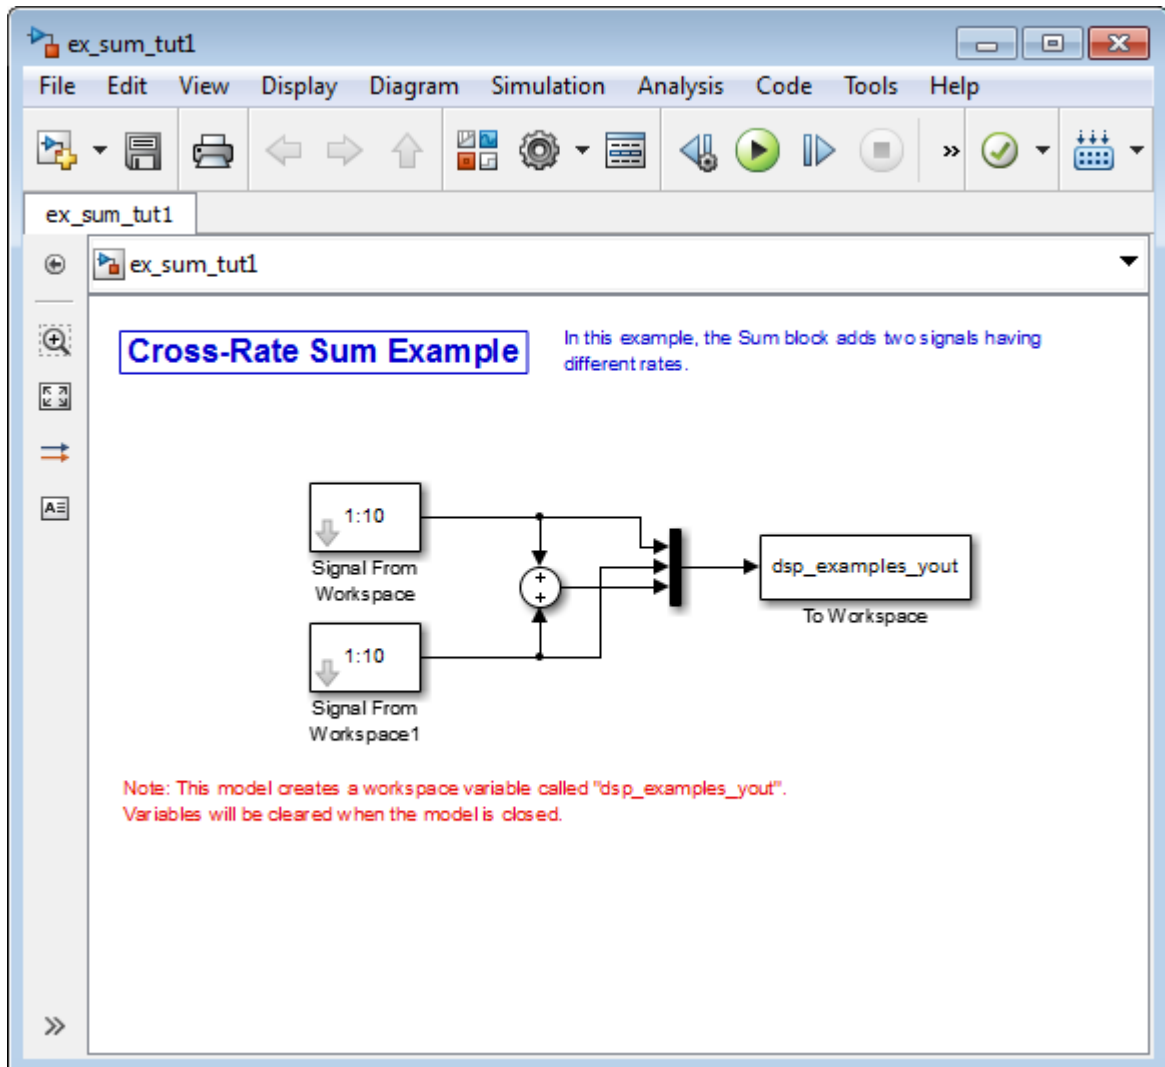 ex_sum_tut1
File Edit View Display Diagram Simulation Analysis Code Tools Help
ex_sum_tut1
ex_sum_tut1
Cross-Rate Sum Example
In this example, the Sum block adds two signals having
different rates.
1:10
Signal From
Workspace
+
+
dsp_examples_yout
To Workspace
1:10
Signal From
Workspace1
Note: This model creates a workspace variable called "dsp_examples_yout".
Variables will be cleared when the model is closed.